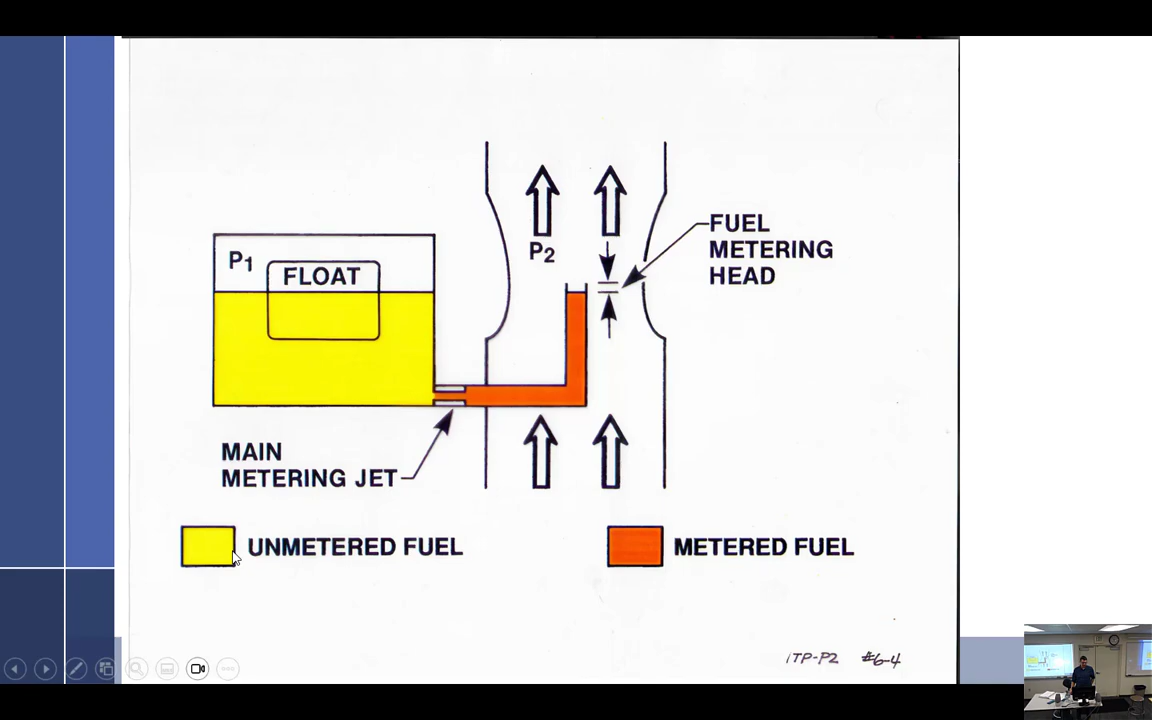 FUEL
METERING
HEAD
P2
P1
FLOAT
MAIN
METERING JET
UNMETERED FUEL
METERED FUEL
ITP-P2 #6-4